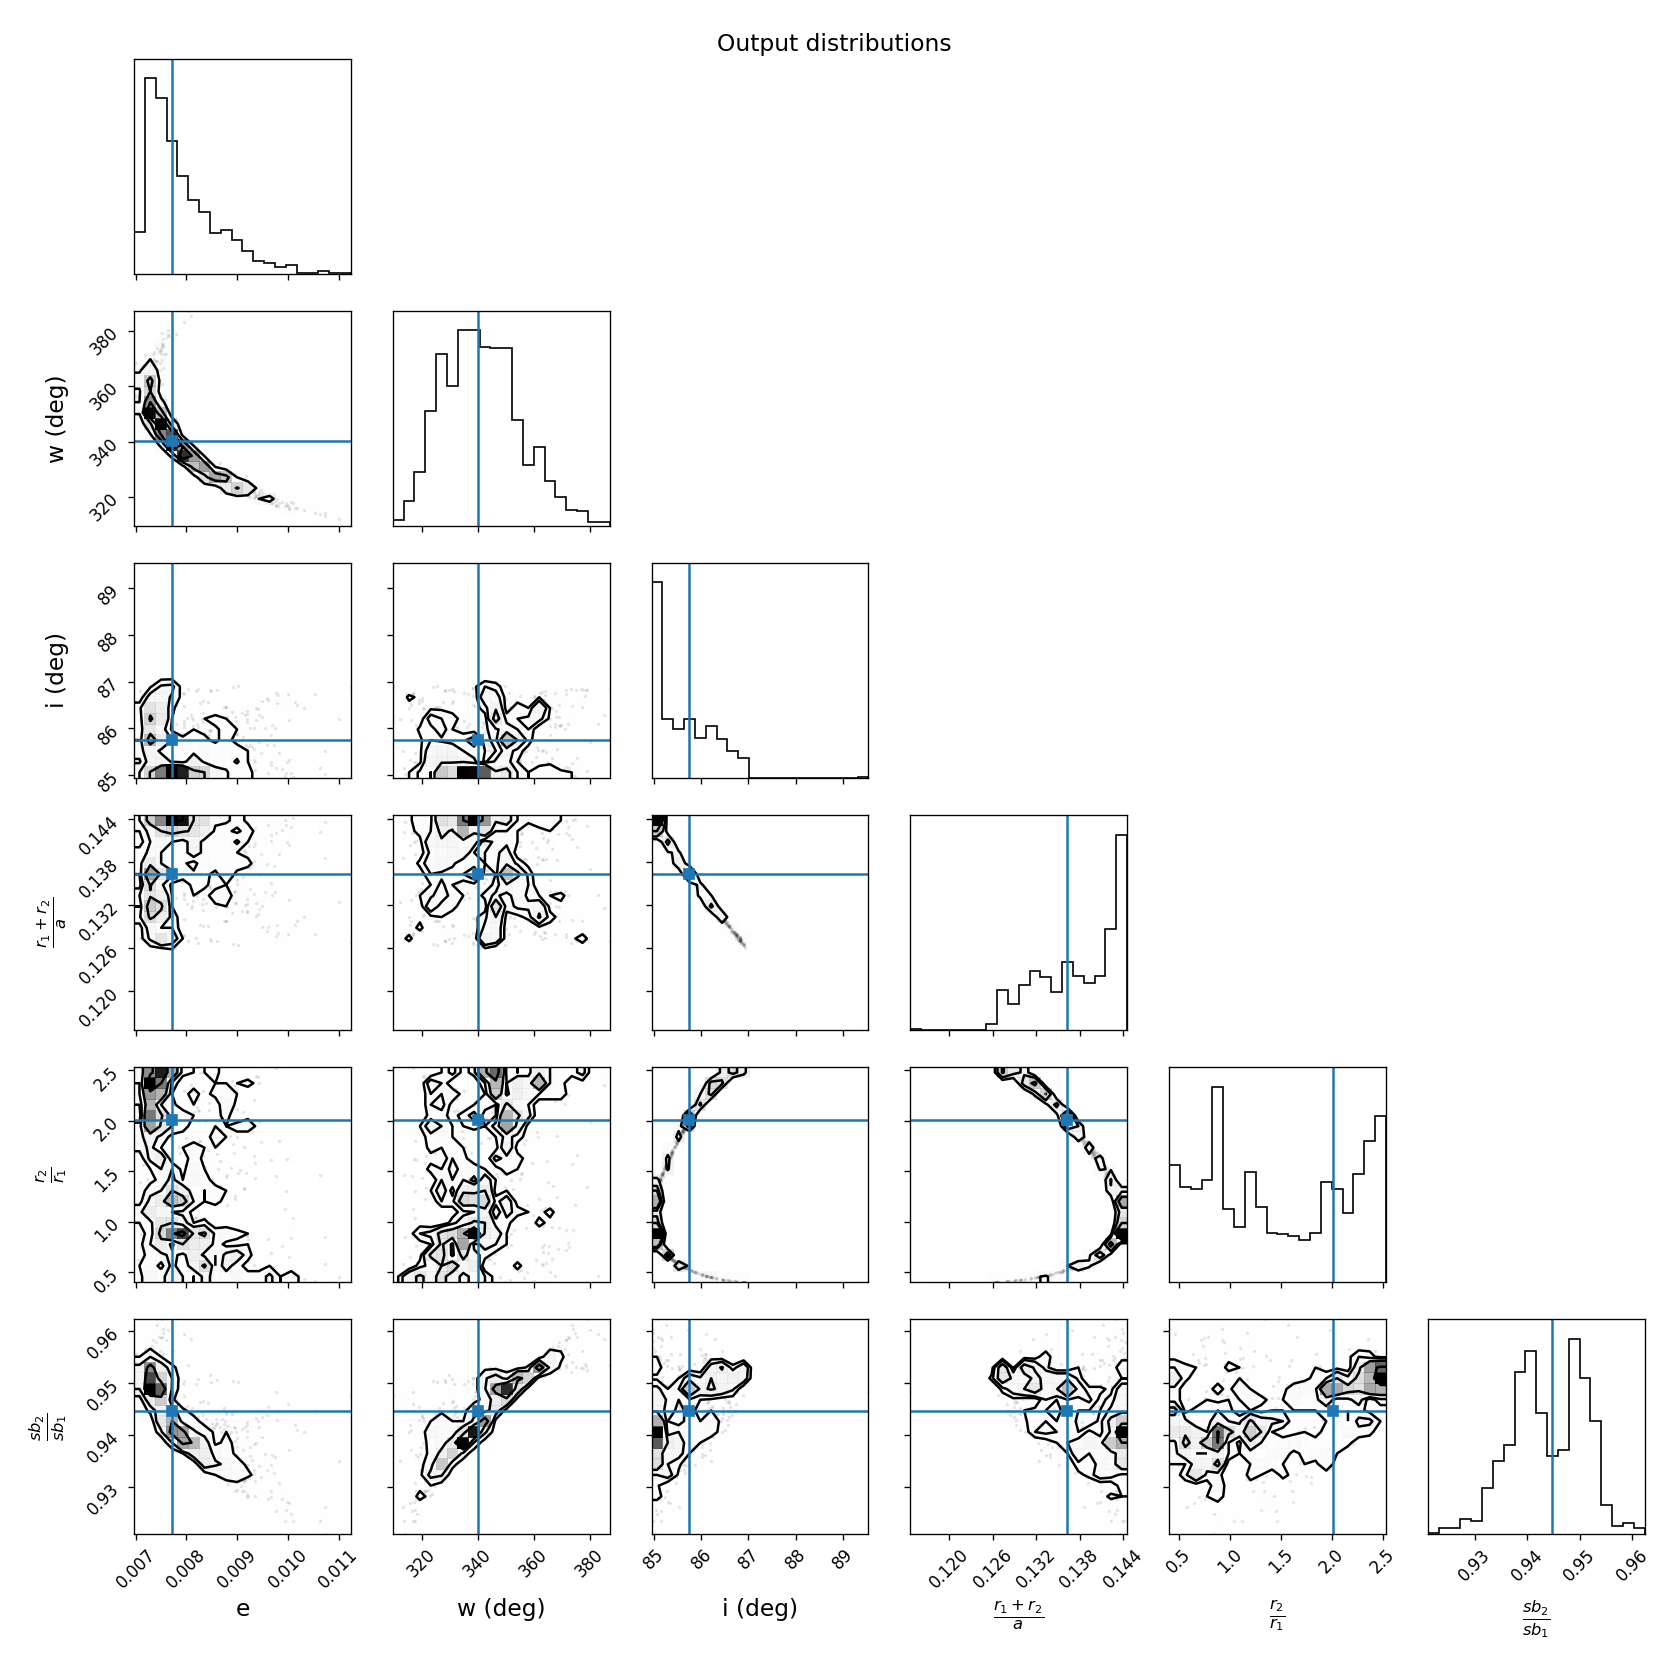 Output distributions
w (deg)
380
360
340
320
i (deg)
89
88
87
86
85
r₁ + r₂
a
0.144
0.138
0.132
0.126
0.120
r₂
r₁
2.5
2.0
1.5
1.0
0.5
sb₂
sb₁
0.96
0.95
0.94
0.93
0.007 0.008 0.009 0.010 0.011 320 340 360 380 85 86 87 88 89 0.120 0.126 0.132 0.138 0.144 0.5 1.0 1.5 2.0 2.5 0.93 0.94 0.95 0.96
e w (deg) i (deg)
r₁ + r₂
a
r₂
r₁
sb₂
sb₁